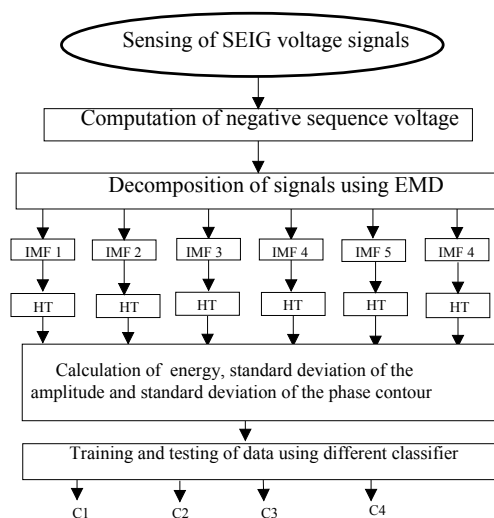 Sensing of SEIG voltage signals
Computation of negative sequence voltage
Decomposition of signals using EMD
IMF 1 IMF 2 IMF 3 IMF 4 IMF 5 IMF 4
HT HT HT HT HT HT
Calculation of energy, standard deviation of the
amplitude and standard deviation of the phase contour
Training and testing of data using different classifier
C1 C2 C3 C4